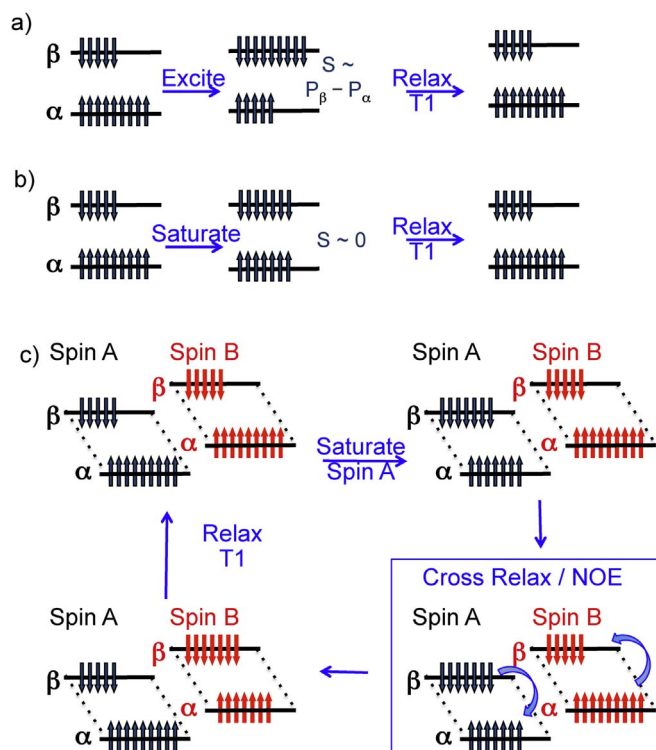 a)
β
α
Excite
S ~
Pβ – Pα
Relax
T1
b)
β
α
Saturate
S ~ 0
Relax
T1
c)
Spin A
Spin B
β
β
α
α
Saturate
Spin A
Spin A
Spin B
β
β
α
α
Relax
T1
Cross Relax / NOE
Spin A
Spin B
β
β
α
α
Spin A
Spin B
β
β
α
α